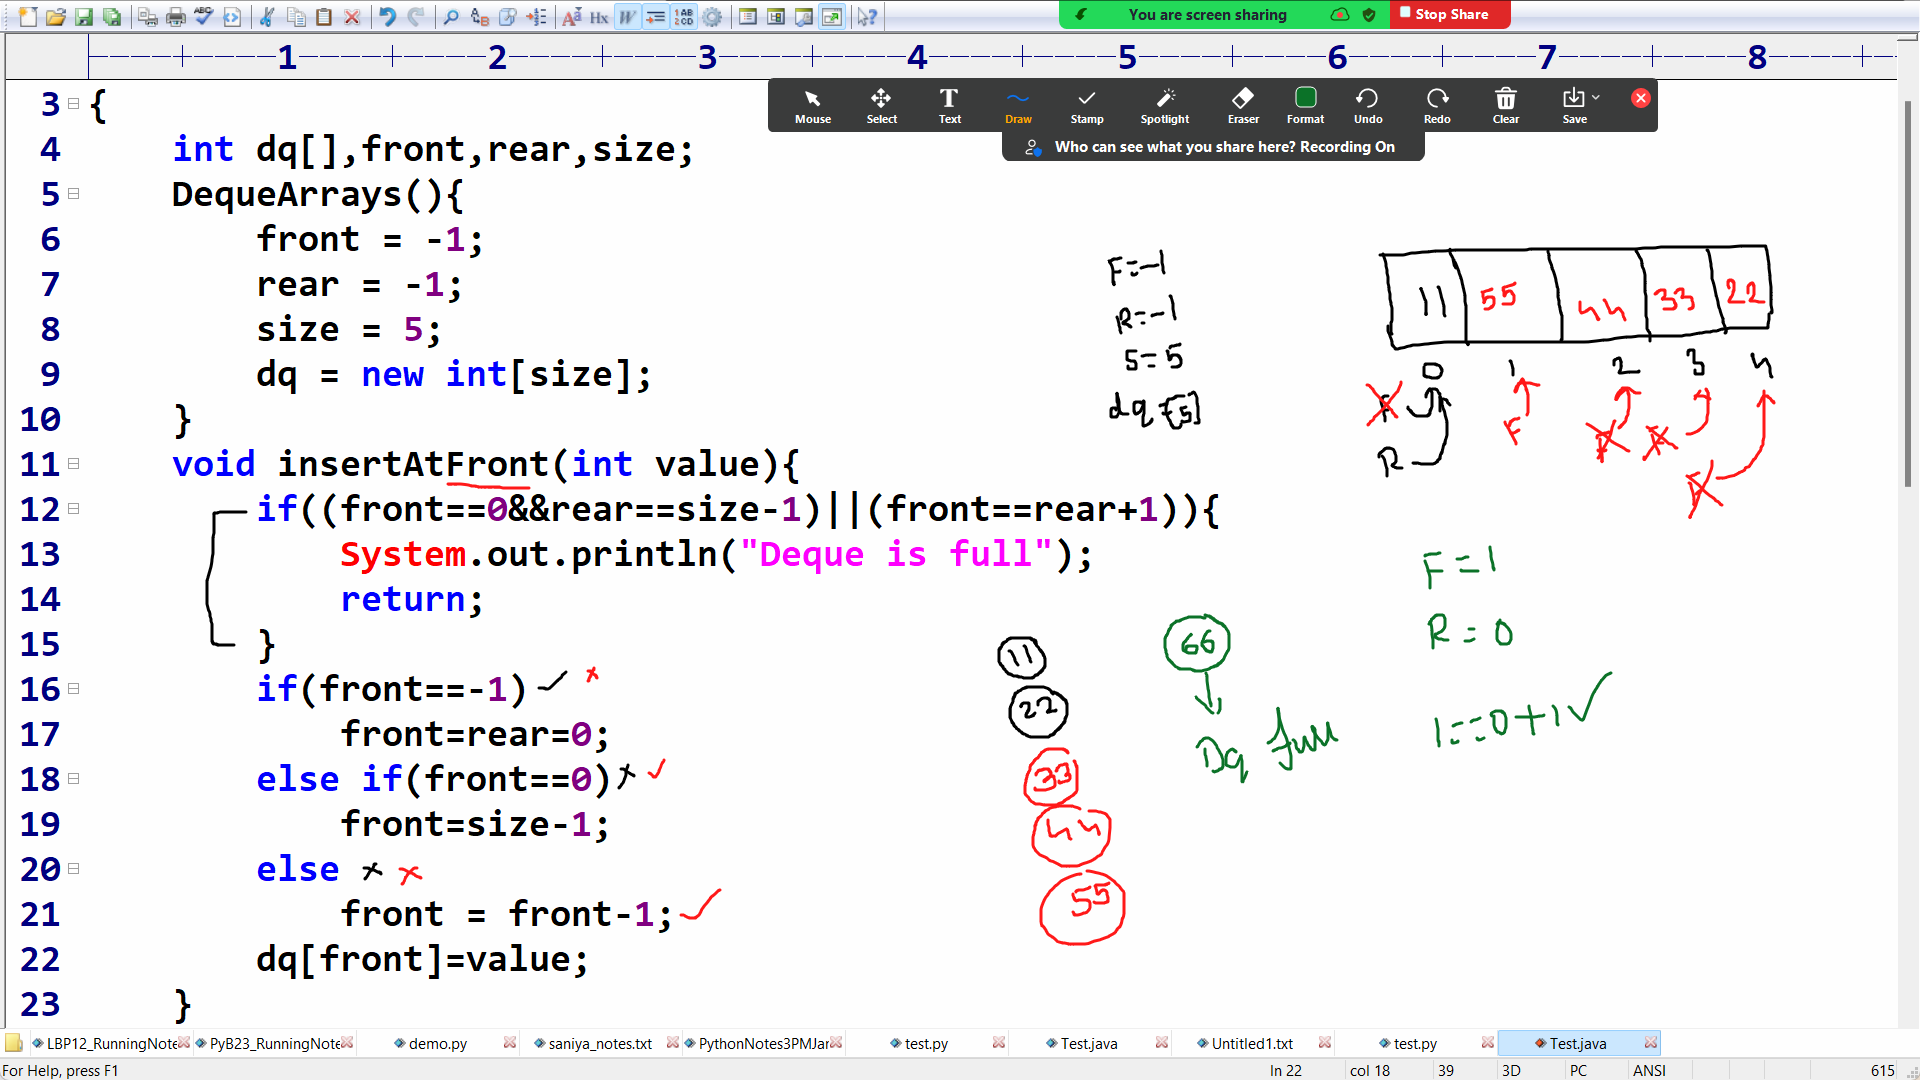 You are screen sharing
Stop Share
1 2 3 4 5 6 7 8
Mouse Select Text Draw Stamp Spotlight Eraser Format Undo Redo Clear Save
Who can see what you share here? Recording On
3 {
4 int dq[],front,rear,size;
5 DequeArrays(){
6 front = -1;
7 rear = -1;
8 size = 5;
9 dq = new int[size];
10 }
11 void insertAtFront(int value){
12 if((front==0&&rear==size-1)||(front==rear+1)){
13 System.out.println("Deque is full");
14 return;
15 }
16 if(front==-1)
17 front=rear=0;
18 else if(front==0)
19 front=size-1;
20 else
21 front = front-1;
22 dq[front]=value;
23 }
F=-1
R=-1
S=5
dq [5]
11 55 44 33 22
0 1 2 3 4
F F F F F
R
F=1
R=0
1==0+1
11
22
33
44
55
66
Dq full
LBP12_RunningNote PyB23_RunningNote demo.py saniya_notes.txt PythonNotes3PMJar test.py Test.java Untitled1.txt test.py Test.java
For Help, press F1
ln 22 col 18 39 3D PC ANSI 615